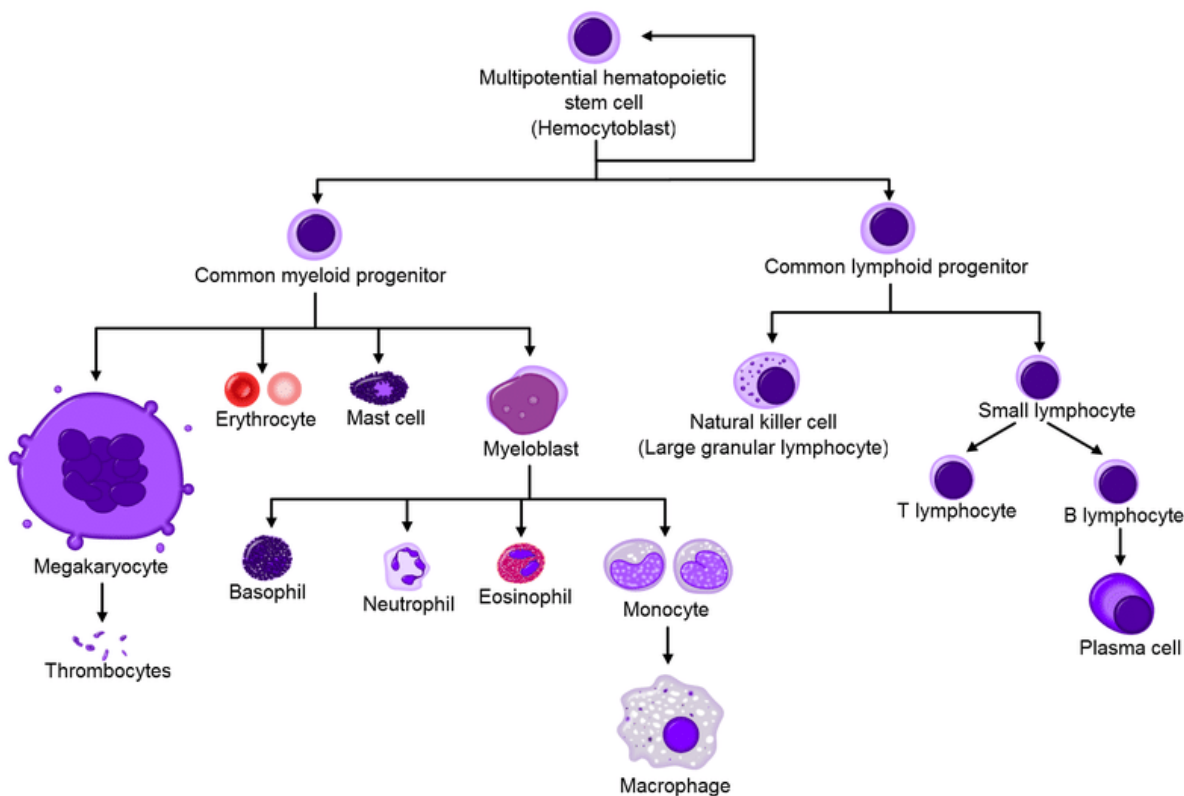 Multipotential hematopoietic
stem cell
(Hemocytoblast)
Common myeloid progenitor
Common lymphoid progenitor
Erythrocyte
Mast cell
Myeloblast
Natural killer cell
(Large granular lymphocyte)
Small lymphocyte
T lymphocyte
B lymphocyte
Megakaryocyte
Basophil
Neutrophil
Eosinophil
Monocyte
Plasma cell
Thrombocytes
Macrophage